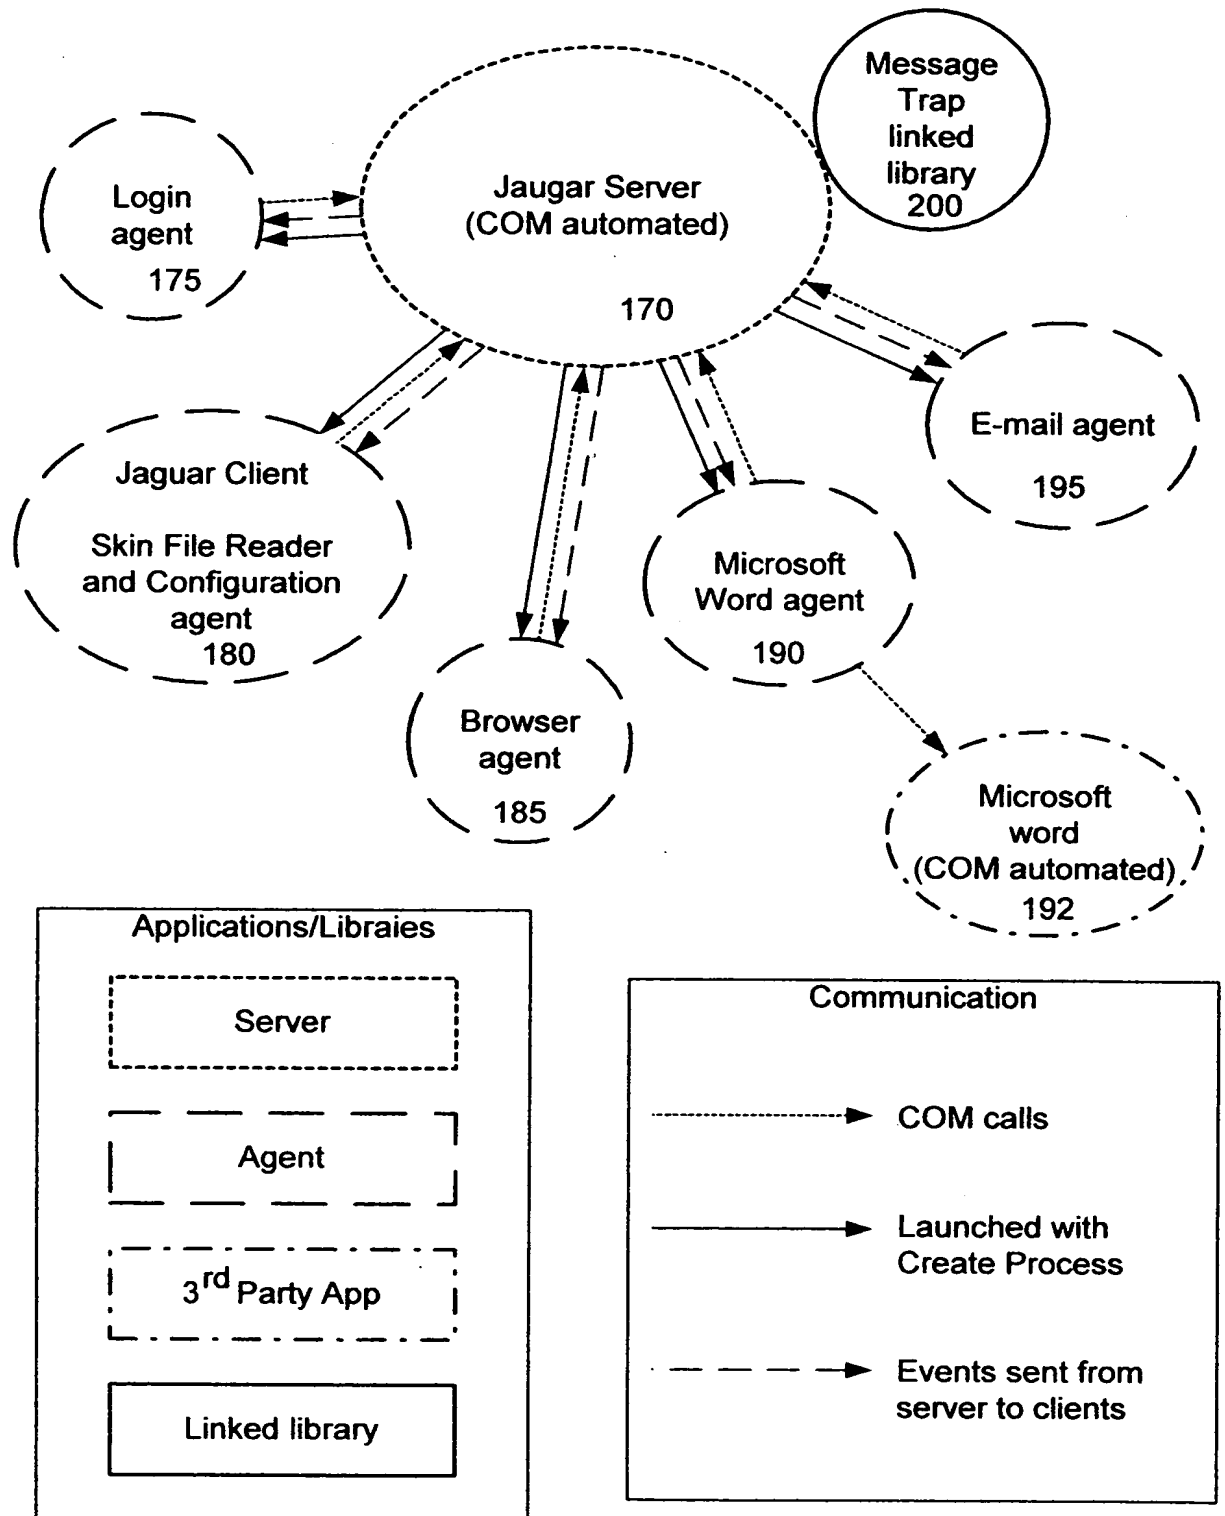 Message
Trap
linked
library
200
Login
agent
175
Jaugar Server
(COM automated)
170
E-mail agent
195
Jaguar Client
Skin File Reader
and Configuration
agent
180
Microsoft
Word agent
190
Browser
agent
185
Microsoft
word
(COM automated)
192
Applications/Libraies
Server
Agent
3rd Party App
Linked library
Communication
COM calls
Launched with
Create Process
Events sent from
server to clients